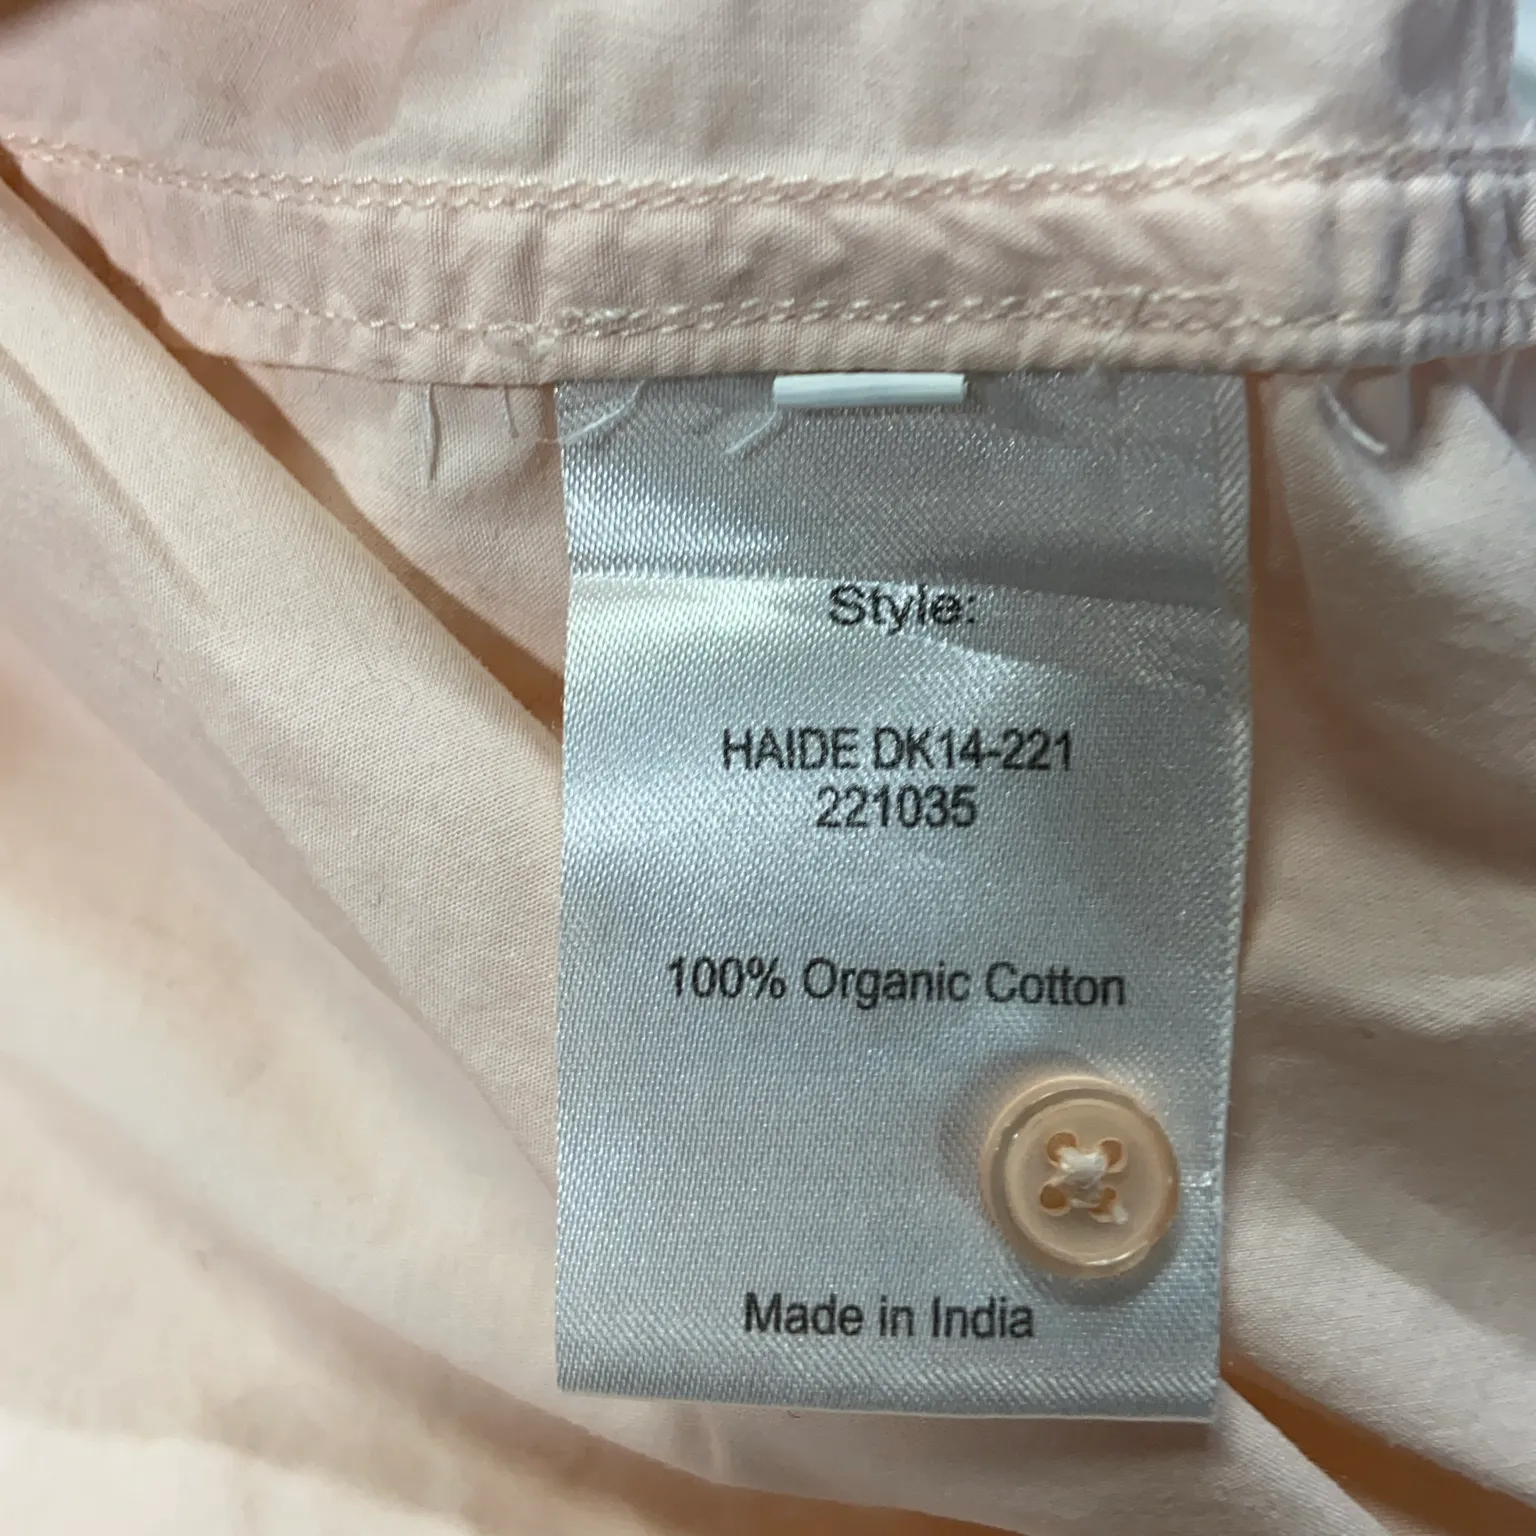 Style:
HAIDE DK14-221
221035
100% Organic Cotton
Made in India